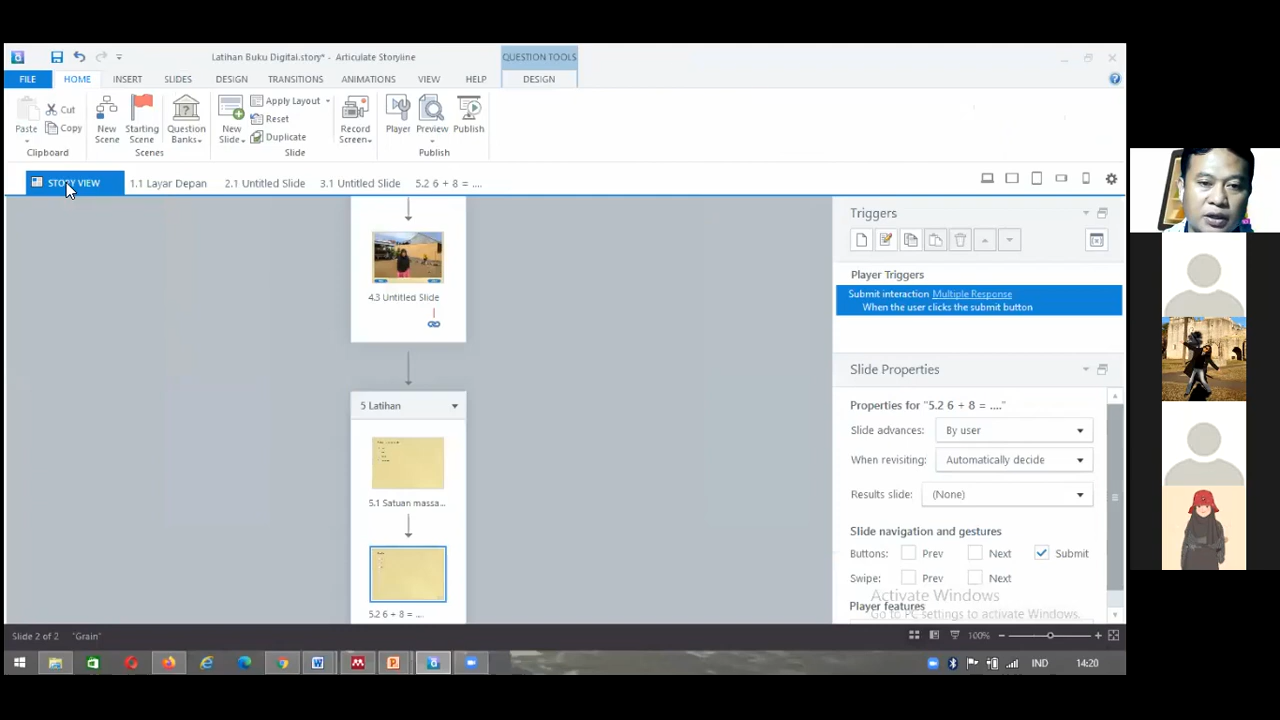 Latihan Buku Digital.story* - Articulate Storyline
QUESTION TOOLS
FILE HOME INSERT SLIDES DESIGN TRANSITIONS ANIMATIONS VIEW HELP DESIGN
Paste
Cut
Copy
Clipboard
New Scene
Starting Scene
Question Banks
Scenes
New Slide
Apply Layout
Reset
Duplicate
Slide
Record Screen
Player
Preview
Publish
Publish
STORY VIEW 1.1 Layar Depan 2.1 Untitled Slide 3.1 Untitled Slide 5.2 6 + 8 = ....
4.3 Untitled Slide
5 Latihan
5.1 Satuan massa...
5.2 6 + 8 = ....
Triggers
Player Triggers
Submit interaction Multiple Response
When the user clicks the submit button
Slide Properties
Properties for "5.2 6 + 8 = ...."
Slide advances: By user
When revisiting: Automatically decide
Results slide: (None)
Slide navigation and gestures
Buttons: Prev Next Submit
Swipe: Prev Next
Activate Windows
Player features
Go to PC settings to activate Windows.
Slide 2 of 2 "Grain" 100%
IND 14:20